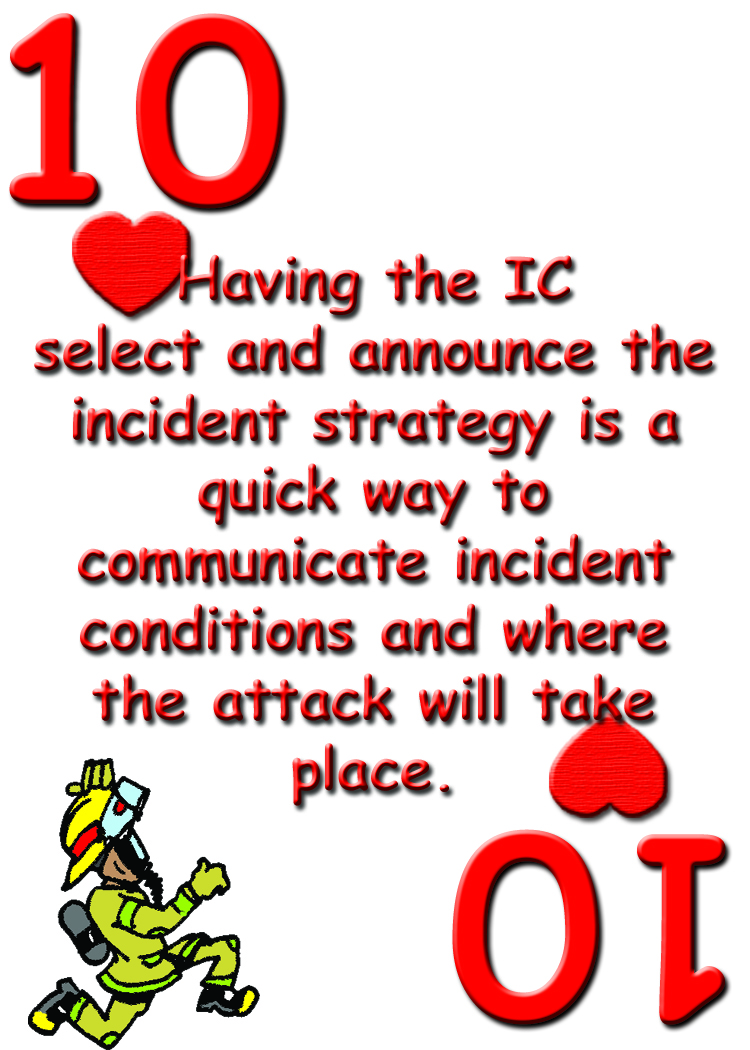 10
Having the IC
select and announce the
incident strategy is a
quick way to
communicate incident
conditions and where
the attack will take
place.
10